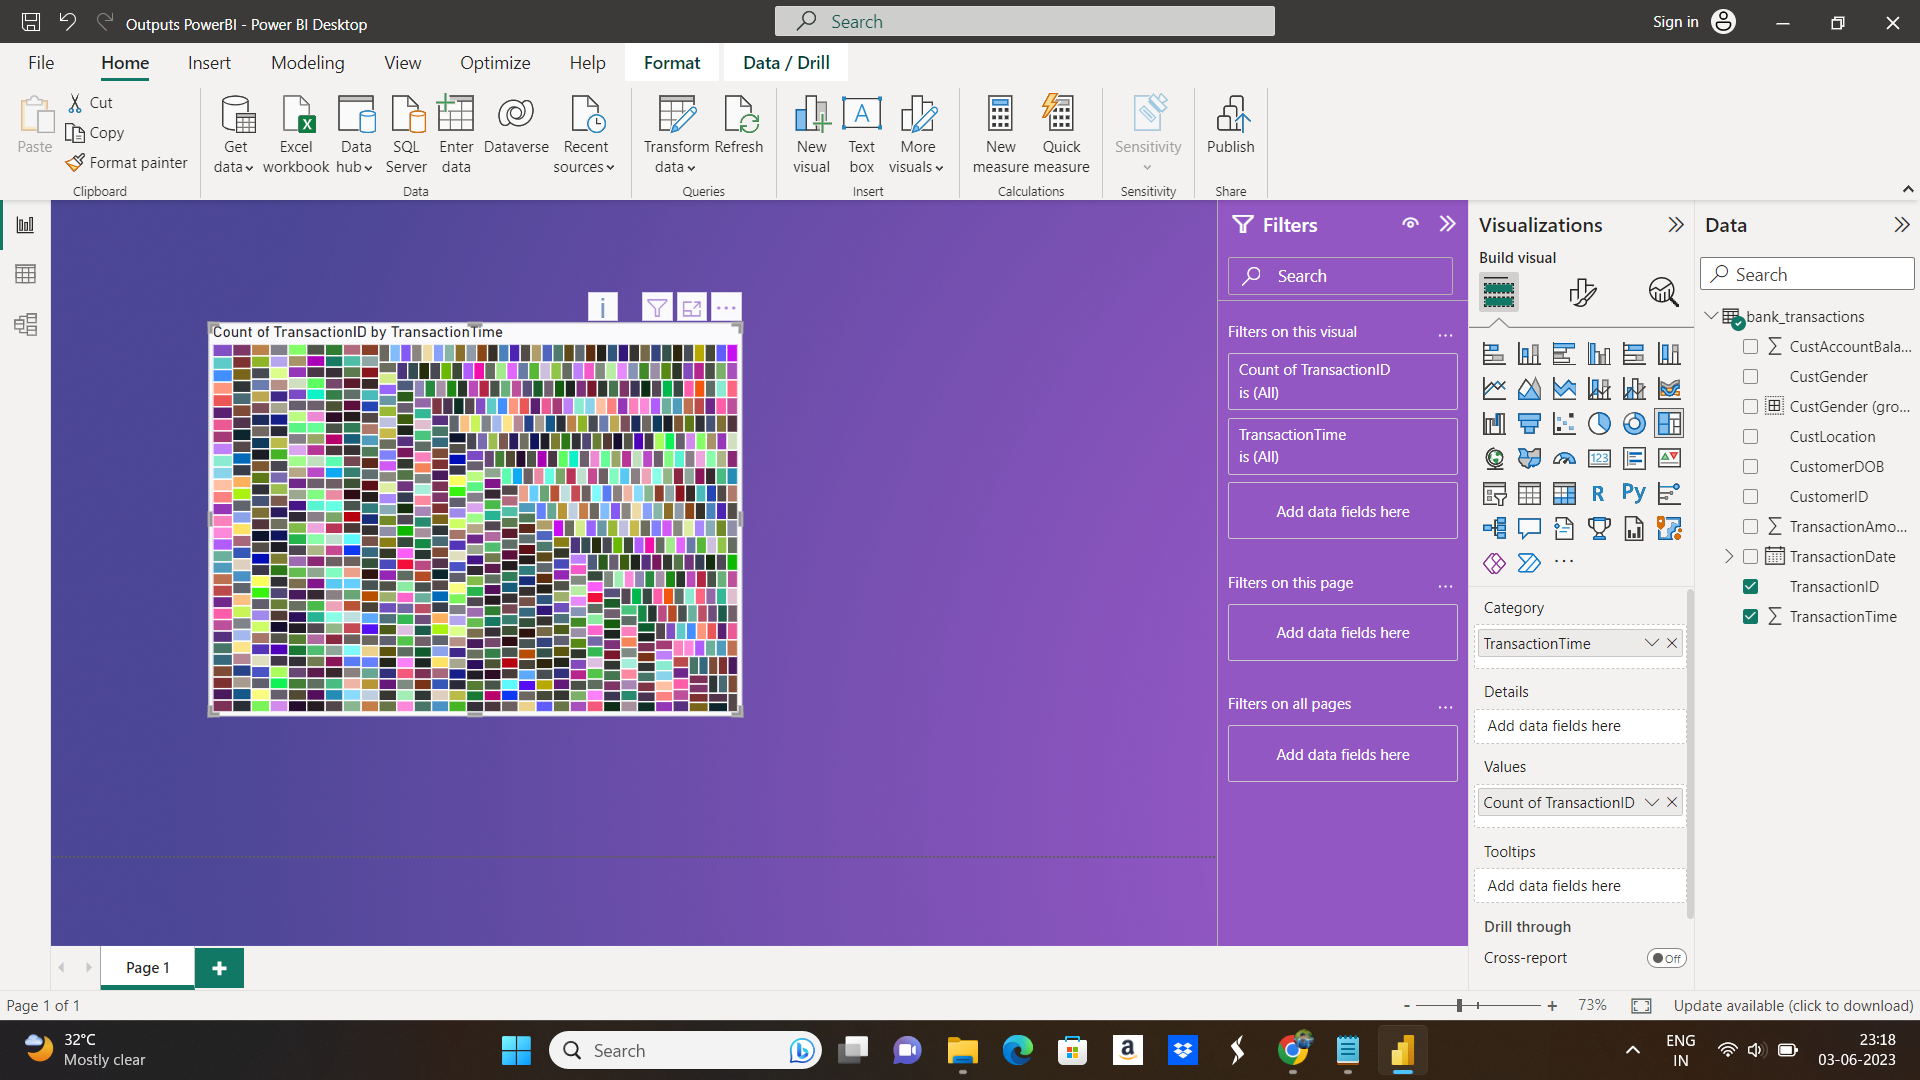 Outputs PowerBI - Power BI Desktop
Search
Sign in
File
Home
Insert
Modeling
View
Optimize
Help
Format
Data / Drill
Paste
Cut
Copy
Format painter
Clipboard
Get
data
Excel
workbook
Data
hub
SQL
Server
Enter
data
Dataverse
Recent
sources
Data
Transform
data
Refresh
Queries
New
visual
Text
box
More
visuals
Insert
New
measure
Quick
measure
Calculations
Sensitivity
Sensitivity
Publish
Share
Count of TransactionID by TransactionTime
Filters
Search
Filters on this visual
...
Count of TransactionID
is (All)
TransactionTime
is (All)
Add data fields here
Filters on this page
...
Add data fields here
Filters on all pages
...
Add data fields here
Visualizations
Build visual
123
R
Py
...
Category
TransactionTime
Details
Add data fields here
Values
Count of TransactionID
Tooltips
Add data fields here
Drill through
Cross-report
Off
Data
Search
bank_transactions
CustAccountBala...
CustGender
CustGender (gro...
CustLocation
CustomerDOB
CustomerID
TransactionAmo...
TransactionDate
TransactionID
TransactionTime
Page 1
Page 1 of 1
- + 73%
Update available (click to download)
32°C
Mostly clear
Search
ENG
IN
23:18
03-06-2023